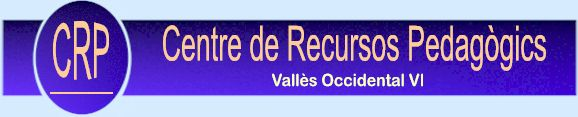 CRP
Centre de Recursos Pedagògics
Vallès Occidental VI